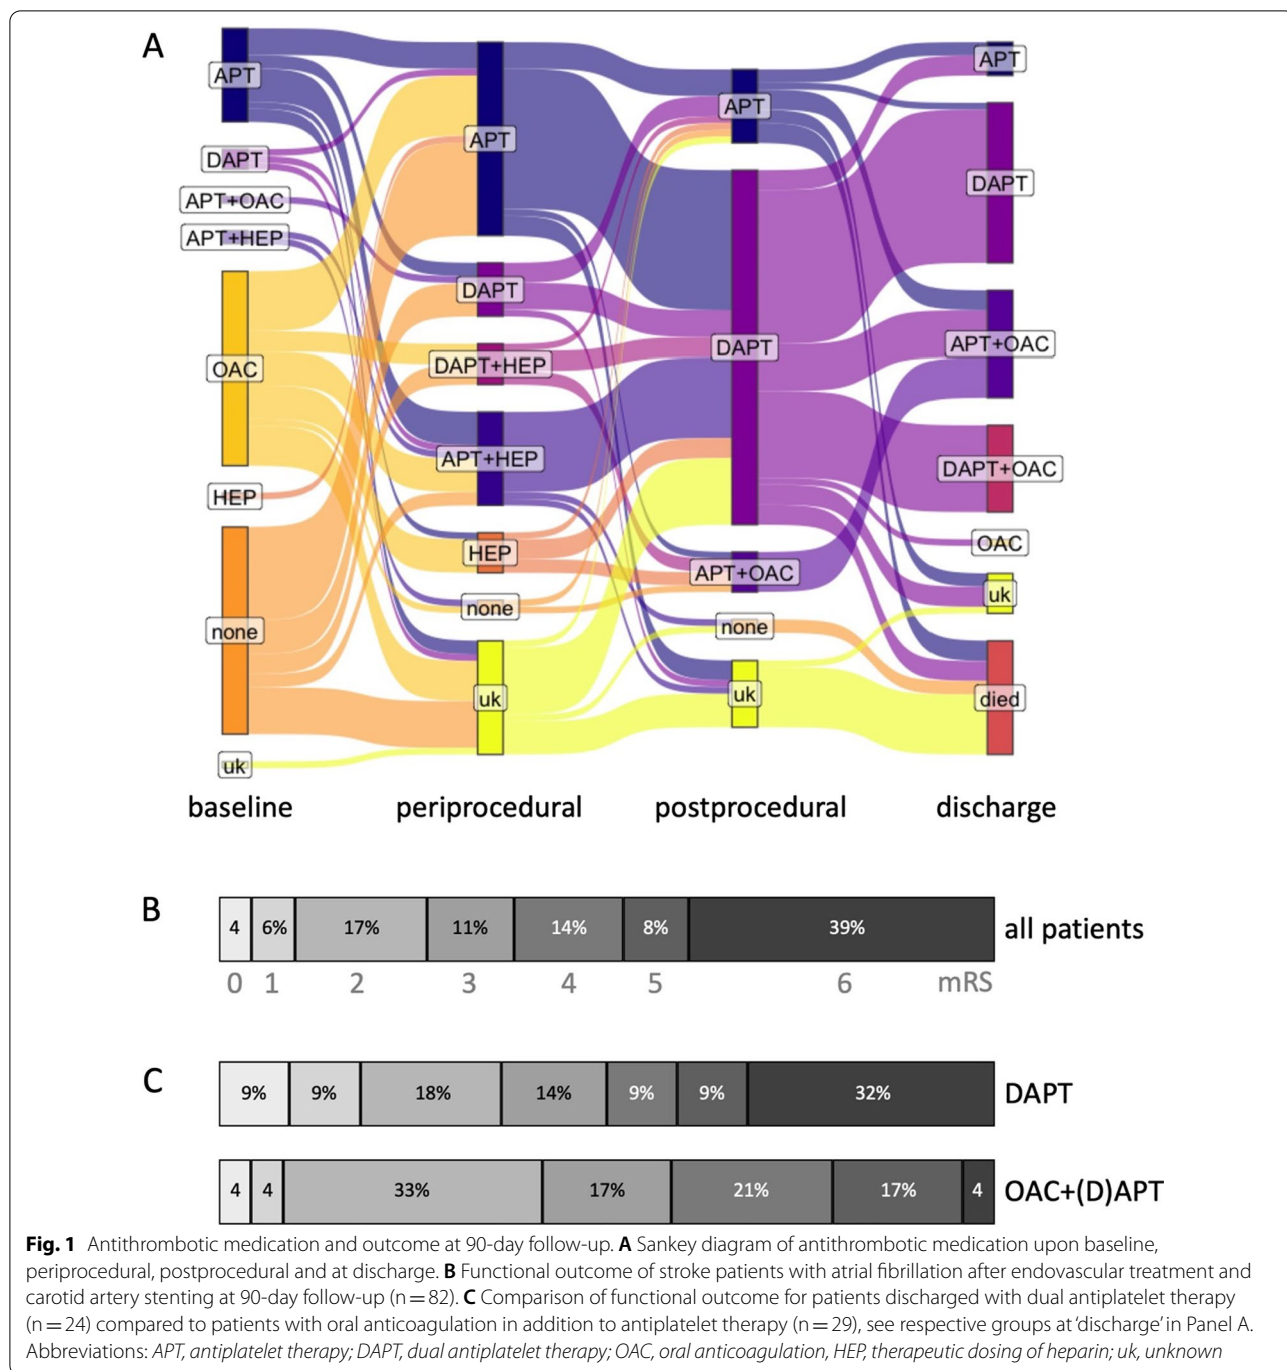 A
APT
DAPT
APT+OAC
APT+HEP
OAC
HEP
none
uk
APT
DAPT
DAPT+HEP
APT+HEP
HEP
none
uk
APT
DAPT
APT+OAC
none
uk
APT
DAPT
APT+OAC
DAPT+OAC
OAC
uk
died
baseline periprocedural postprocedural discharge
B
4 6% 17% 11% 14% 8% 39% all patients
0 1 2 3 4 5 6 mRS
C
9% 9% 18% 14% 9% 9% 32% DAPT
4 4 33% 17% 21% 17% 4 OAC+(D)APT
Fig. 1 Antithrombotic medication and outcome at 90-day follow-up. A Sankey diagram of antithrombotic medication upon baseline,
periprocedural, postprocedural and at discharge. B Functional outcome of stroke patients with atrial fibrillation after endovascular treatment and
carotid artery stenting at 90-day follow-up (n = 82). C Comparison of functional outcome for patients discharged with dual antiplatelet therapy
(n = 24) compared to patients with oral anticoagulation in addition to antiplatelet therapy (n = 29), see respective groups at 'discharge' in Panel A.
Abbreviations: APT, antiplatelet therapy; DAPT, dual antiplatelet therapy; OAC, oral anticoagulation, HEP, therapeutic dosing of heparin; uk, unknown